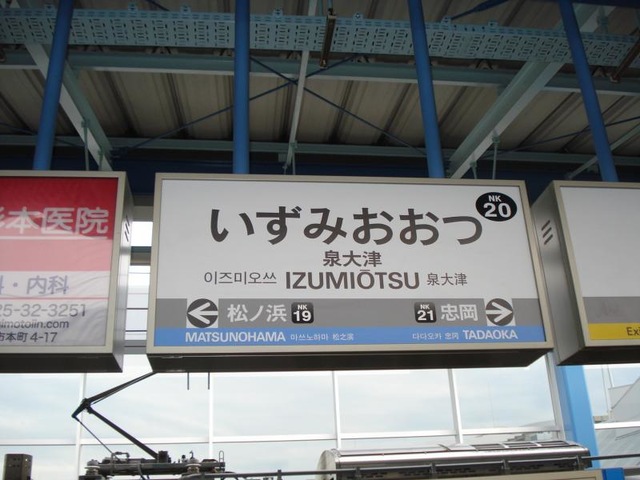 NK
20
いずみおおつ
泉大津
이즈미오쓰 IZUMIŌTSU 泉大津
松ノ浜 NK 19
NK 21 忠岡
MATSUNOHAMA 마쓰노하마 松之滨
다다오카 忠冈 TADAOKA
本医院
・内科
25-32-3251
imotoiin.com
市本町 4-17
Exi